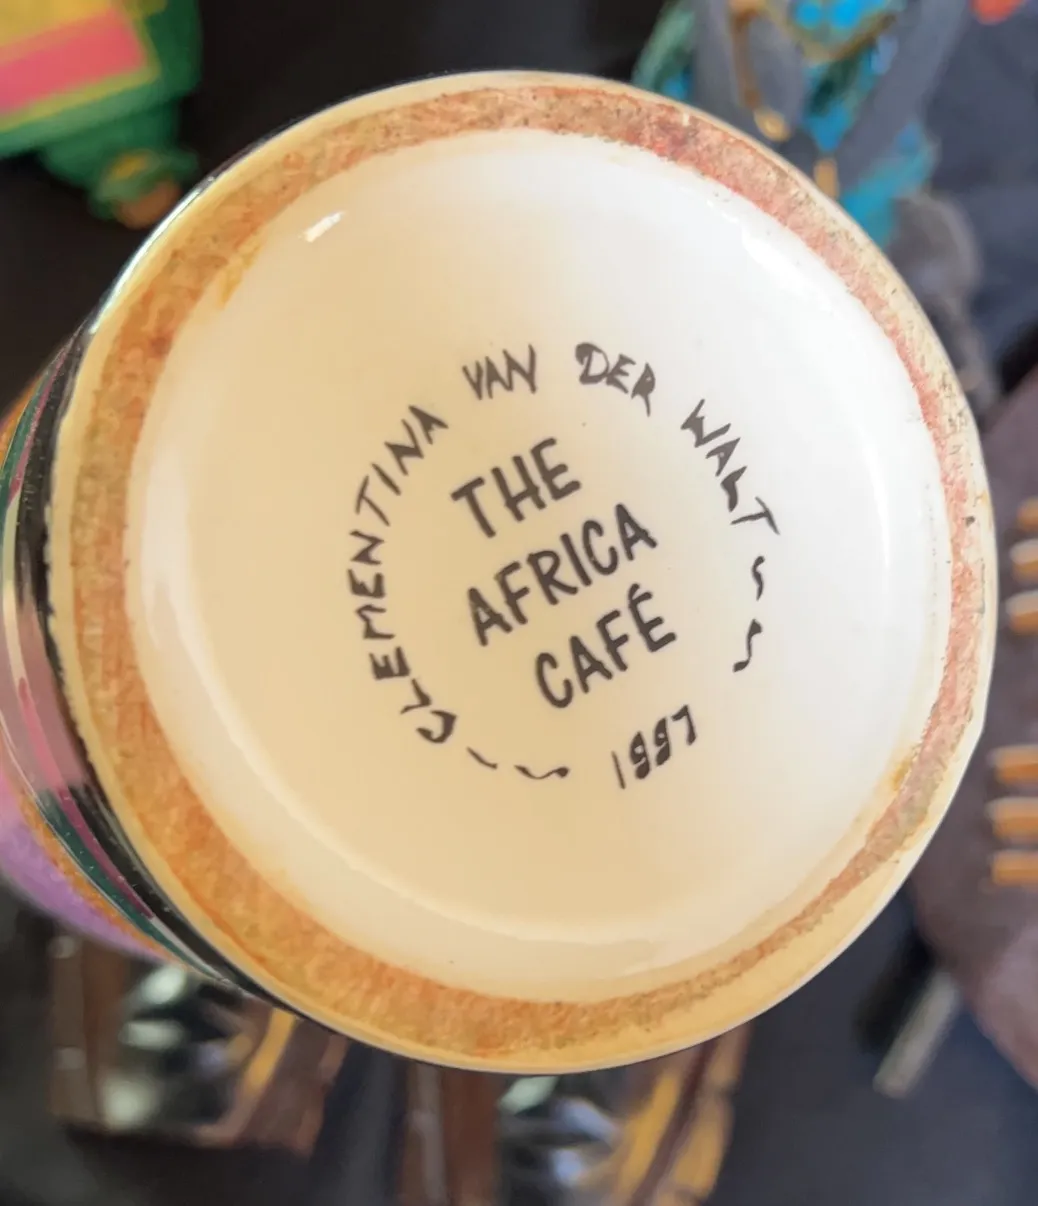 CLEMENTINA VAN DER WALT
THE
AFRICA
CAFÉ
1997